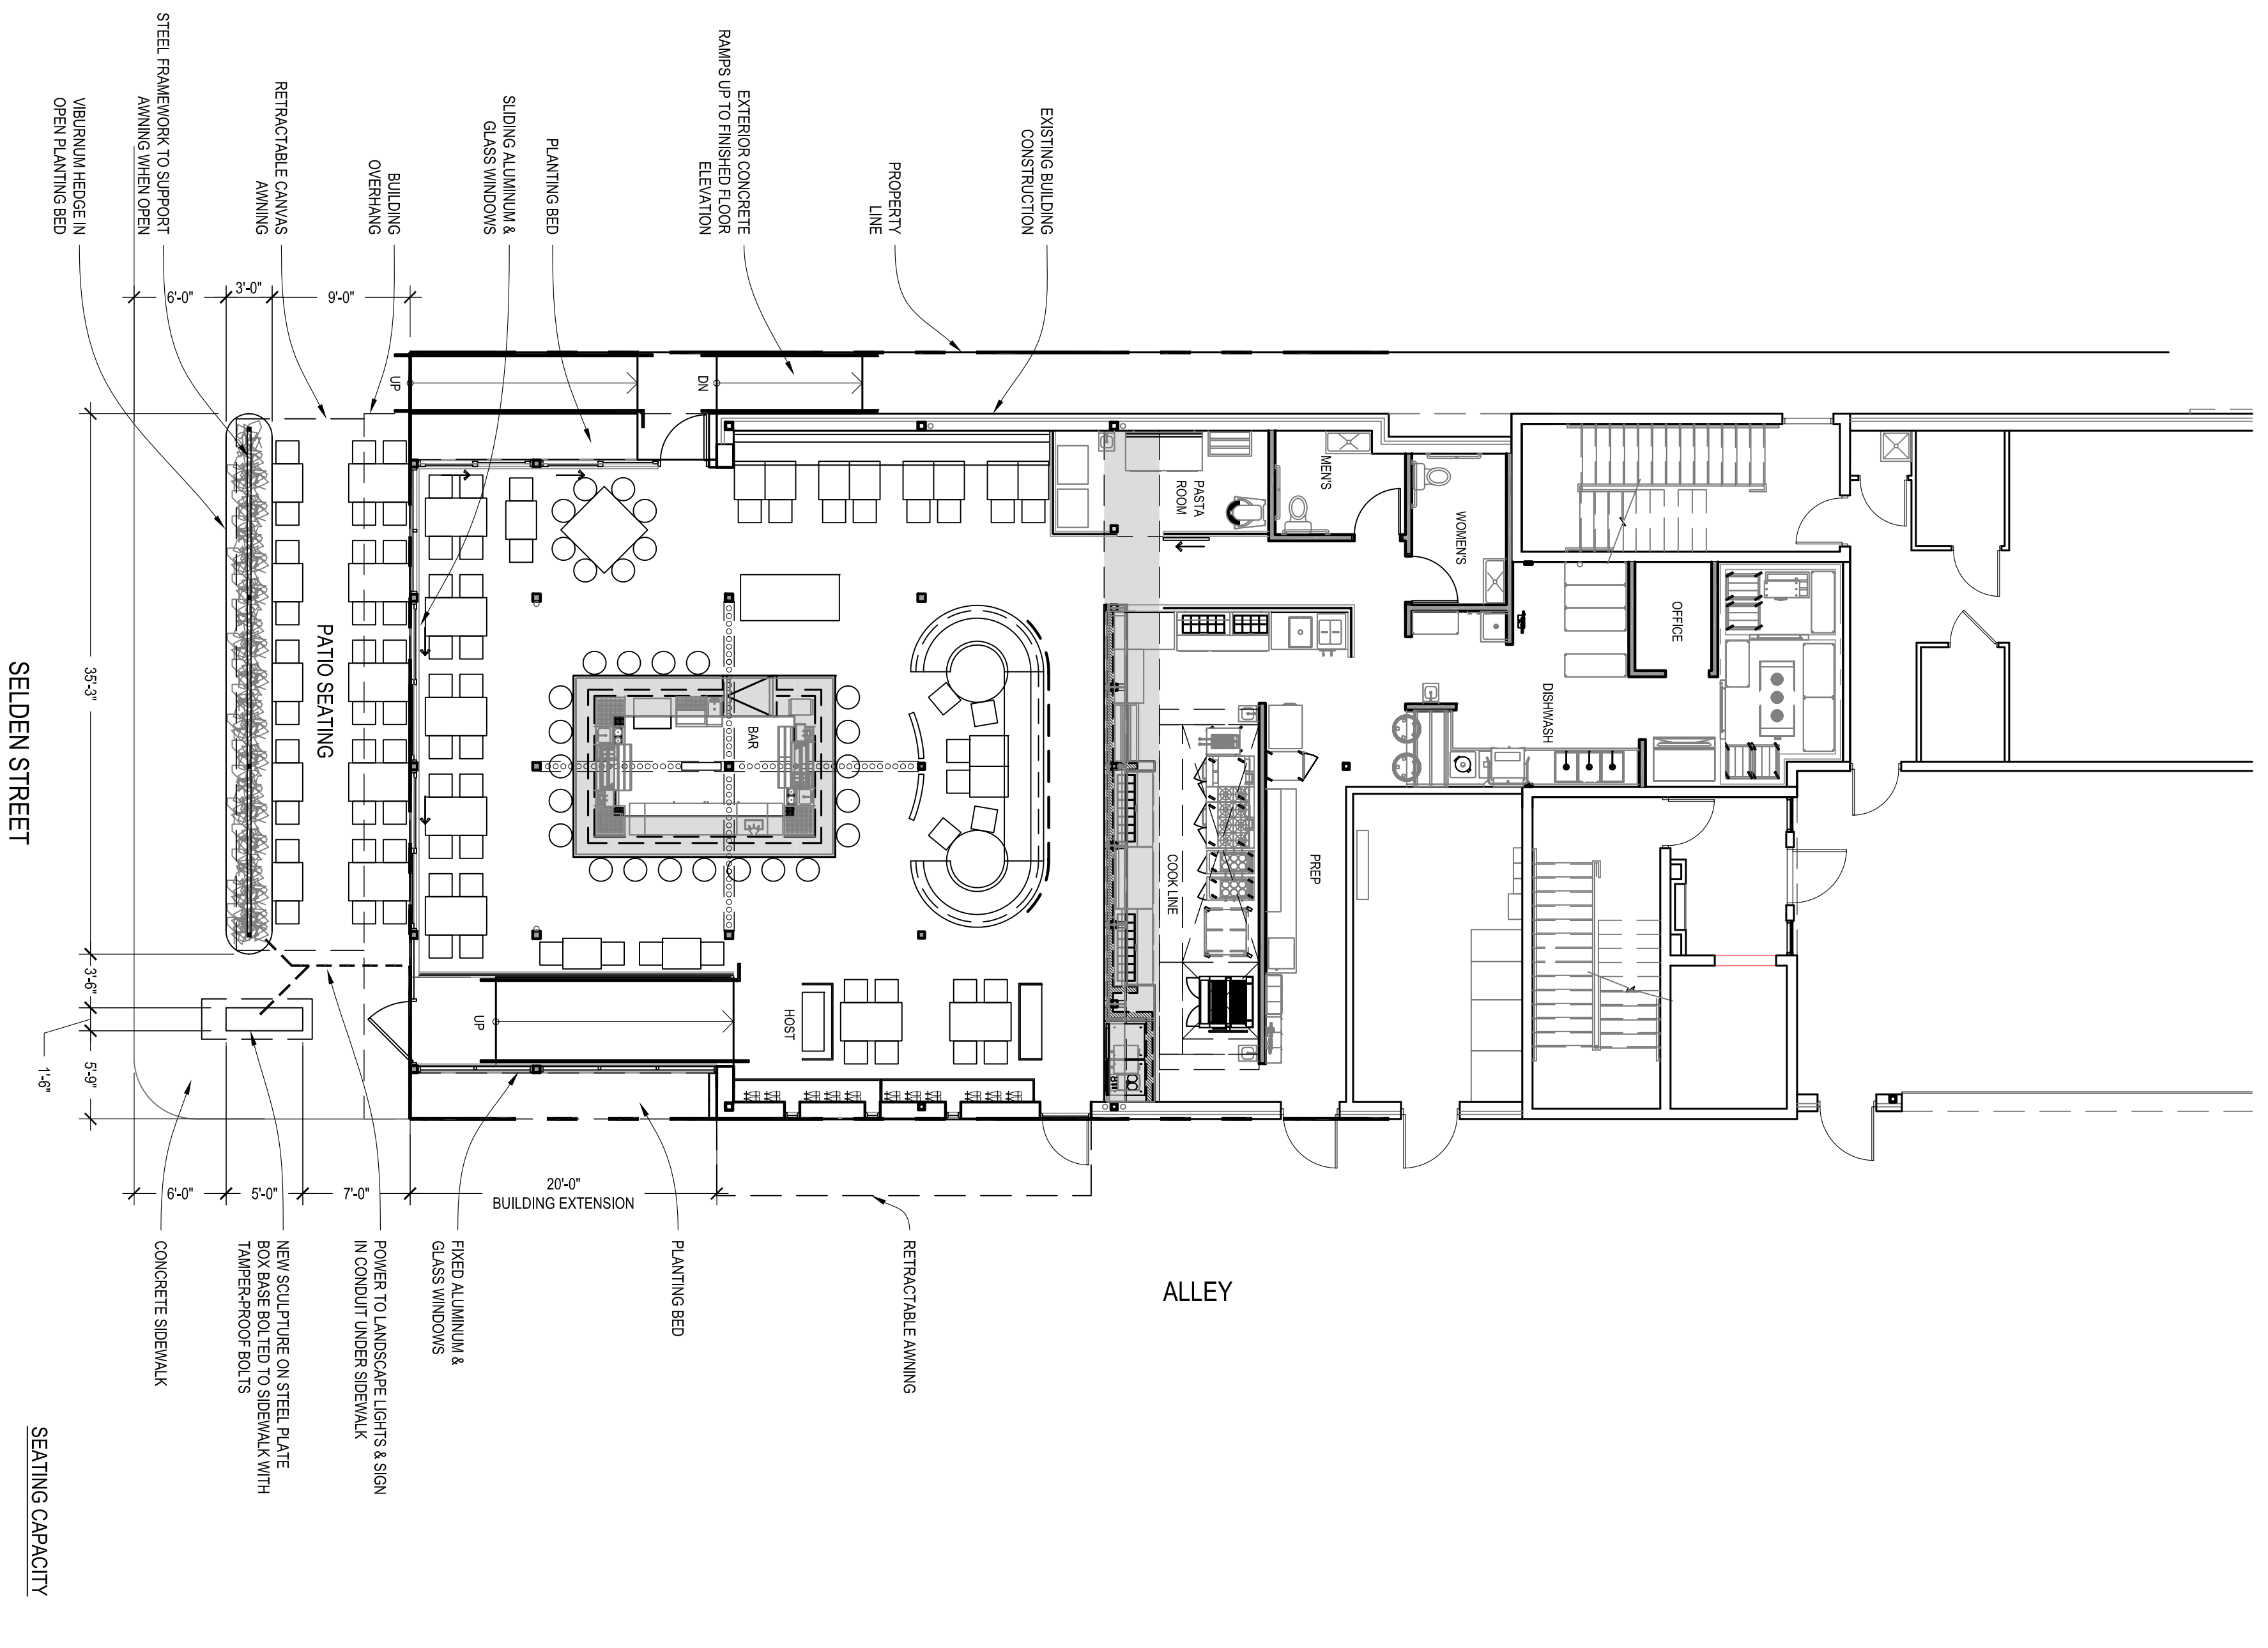 EXISTING BUILDING
CONSTRUCTION
PROPERTY
LINE
EXTERIOR CONCRETE
RAMPS UP TO FINISHED FLOOR
ELEVATION
PLANTING BED
SLIDING ALUMINUM &
GLASS WINDOWS
BUILDING
OVERHANG
RETRACTABLE CANVAS
AWNING
STEEL FRAMEWORK TO SUPPORT
AWNING WHEN OPEN
VIBURNUM HEDGE IN
OPEN PLANTING BED
6'-0"
3'-0"
9'-0"
UP
DN
MEN'S
PASTA
ROOM
WOMEN'S
OFFICE
DISHWASH
PREP
COOK LINE
BAR
PATIO SEATING
35'-3"
SELDEN STREET
3'-6"
1'-6"
5'-9"
UP
HOST
6'-0"
5'-0"
7'-0"
20'-0"
BUILDING EXTENSION
ALLEY
RETRACTABLE AWNING
PLANTING BED
FIXED ALUMINUM &
GLASS WINDOWS
POWER TO LANDSCAPE LIGHTS & SIGN
IN CONDUIT UNDER SIDEWALK
NEW SCULPTURE ON STEEL PLATE
BOX BASE BOLTED TO SIDEWALK WITH
TAMPER-PROOF BOLTS
CONCRETE SIDEWALK
SEATING CAPACITY